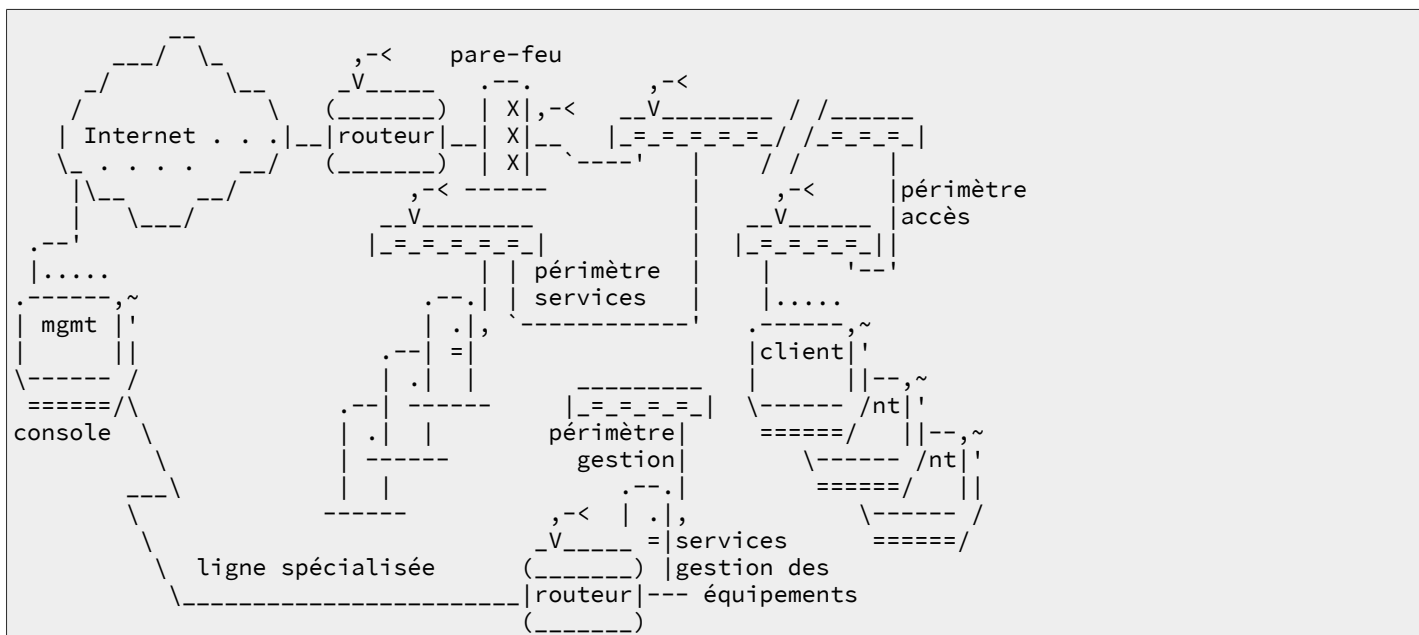 pare-feu
Internet . . .
routeur
périmètre
accès
périmètre
services
mgmt
client
nt
console
périmètre
gestion
nt
services
ligne spécialisée
gestion des
routeur
équipements